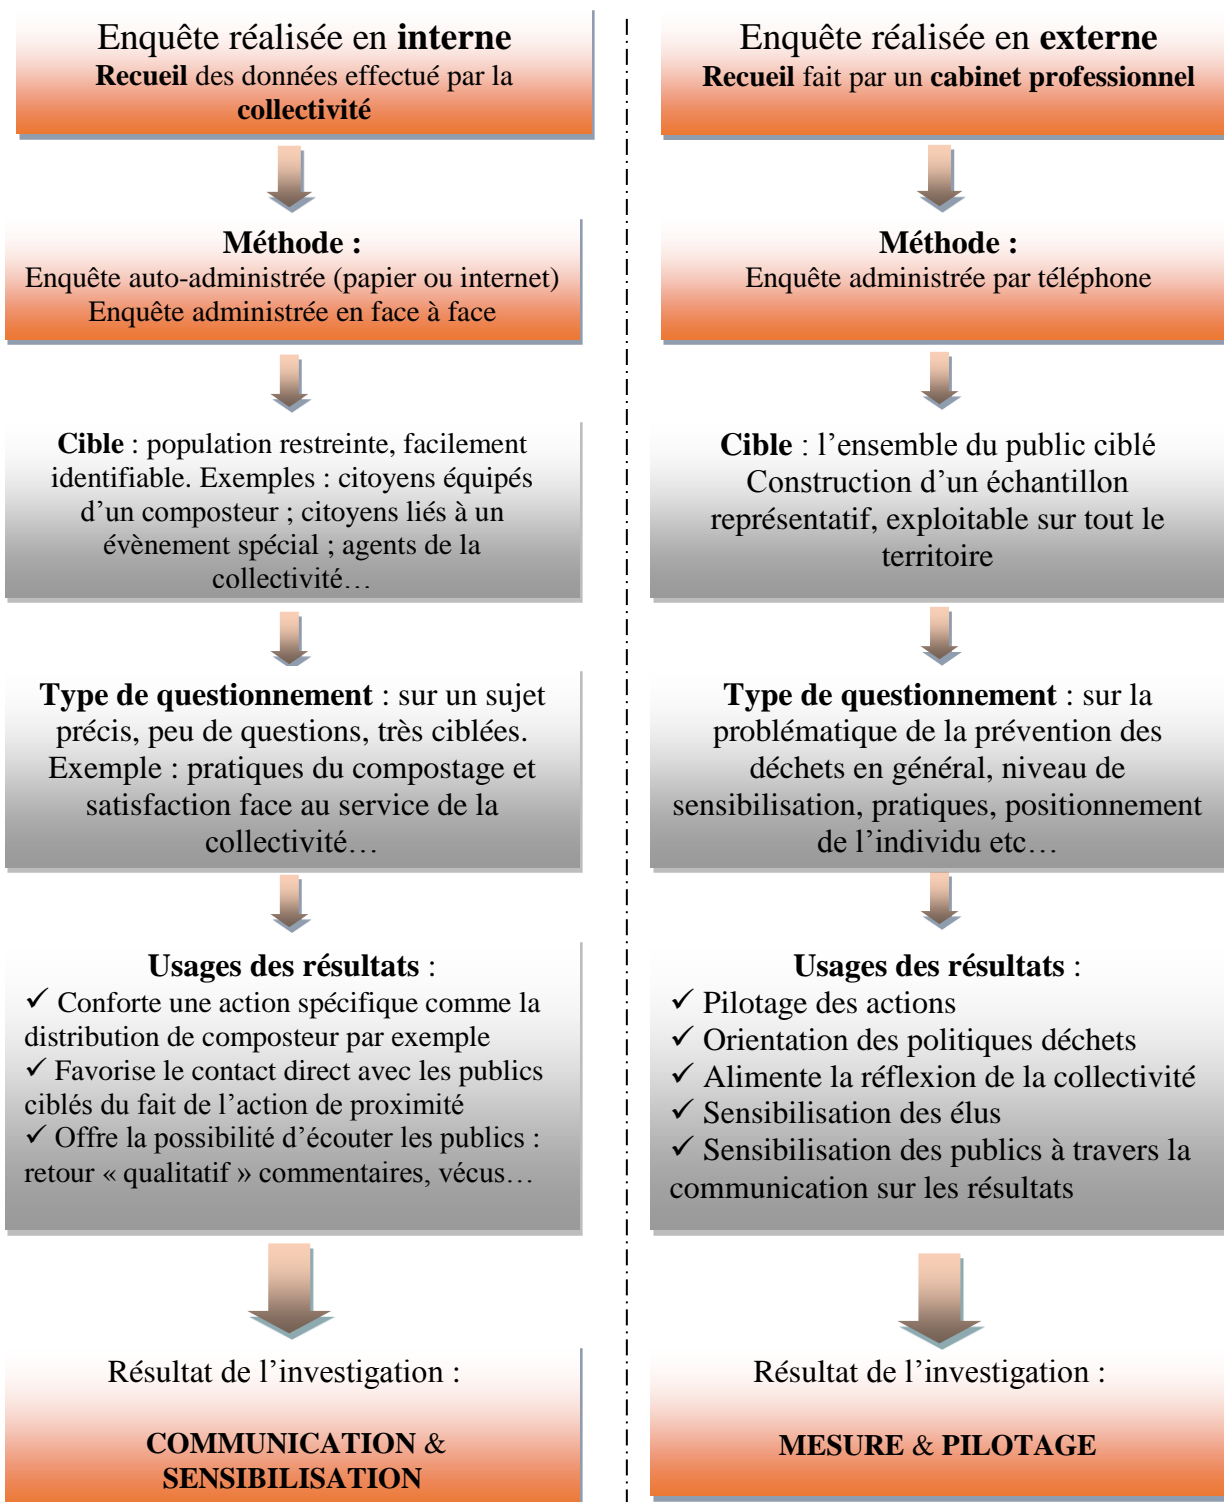 Enquête réalisée en interne
Recueil des données effectué par la
collectivité
Méthode :
Enquête auto-administrée (papier ou internet)
Enquête administrée en face à face
Cible : population restreinte, facilement
identifiable. Exemples : citoyens équipés
d’un composteur ; citoyens liés à un
évènement spécial ; agents de la
collectivité…
Type de questionnement : sur un sujet
précis, peu de questions, très ciblées.
Exemple : pratiques du compostage et
satisfaction face au service de la
collectivité…
Usages des résultats :
✓ Conforte une action spécifique comme la
distribution de composteur par exemple
✓ Favorise le contact direct avec les publics
ciblés du fait de l’action de proximité
✓ Offre la possibilité d’écouter les publics :
retour « qualitatif » commentaires, vécus…
Résultat de l’investigation :
COMMUNICATION &
SENSIBILISATION
Enquête réalisée en externe
Recueil fait par un cabinet professionnel
Méthode :
Enquête administrée par téléphone
Cible : l’ensemble du public ciblé
Construction d’un échantillon
représentatif, exploitable sur tout le
territoire
Type de questionnement : sur la
problématique de la prévention des
déchets en général, niveau de
sensibilisation, pratiques, positionnement
de l’individu etc…
Usages des résultats :
✓ Pilotage des actions
✓ Orientation des politiques déchets
✓ Alimente la réflexion de la collectivité
✓ Sensibilisation des élus
✓ Sensibilisation des publics à travers la
communication sur les résultats
Résultat de l’investigation :
MESURE & PILOTAGE